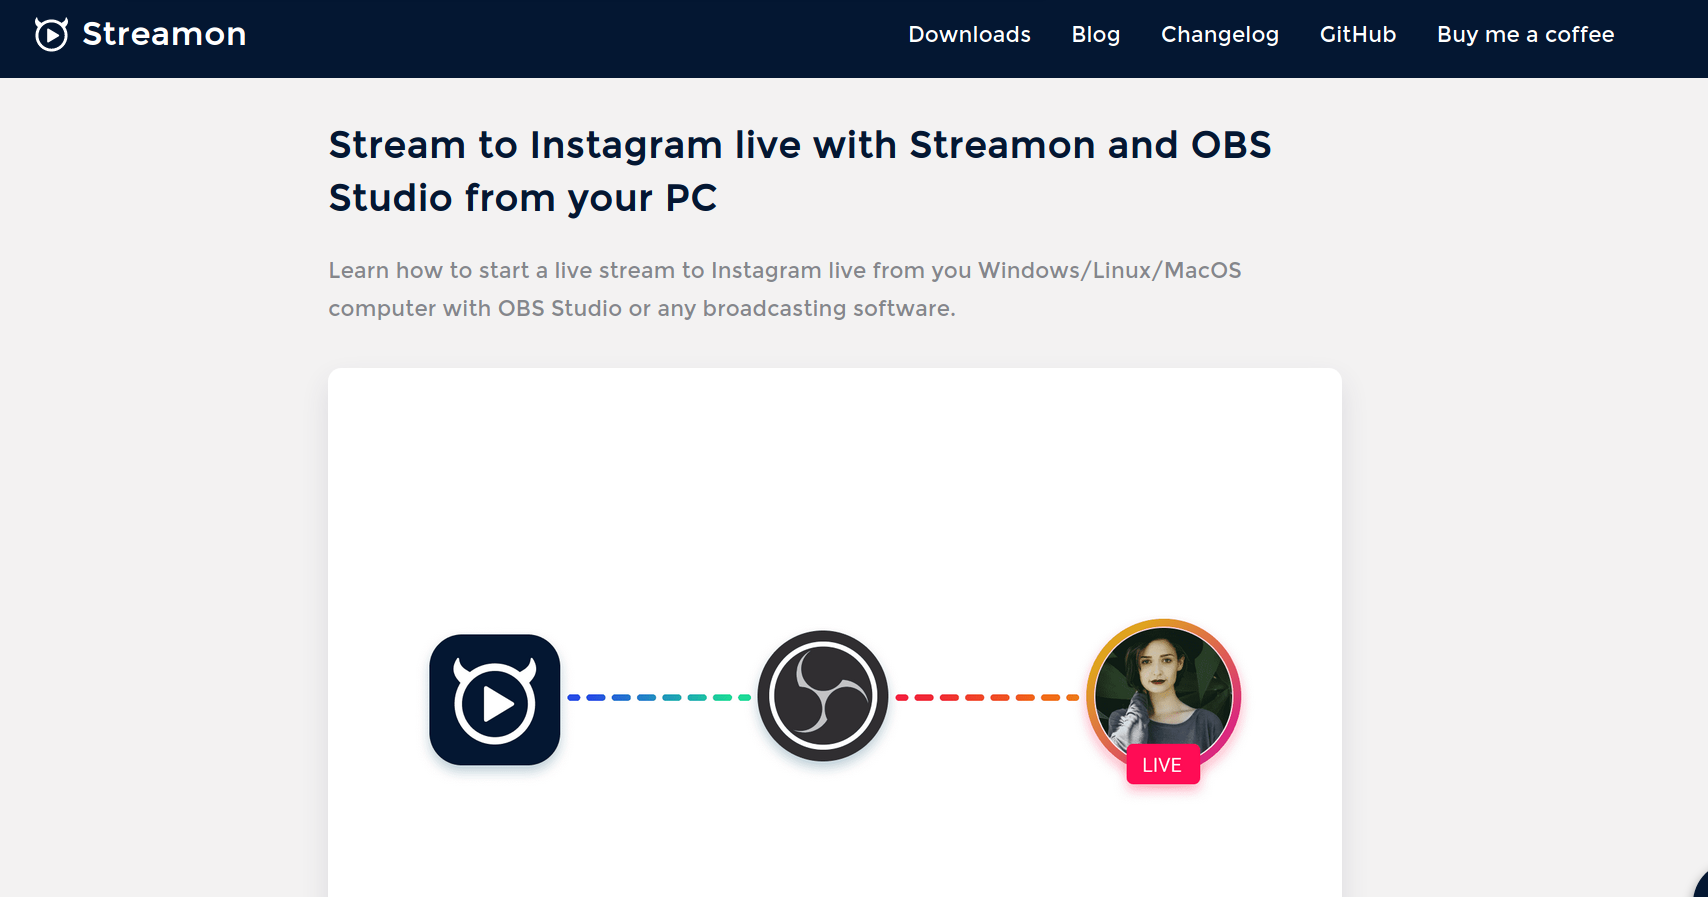 Streamon
Downloads Blog Changelog GitHub Buy me a coffee
Stream to Instagram live with Streamon and OBS
Studio from your PC
Learn how to start a live stream to Instagram live from you Windows/Linux/MacOS
computer with OBS Studio or any broadcasting software.
LIVE